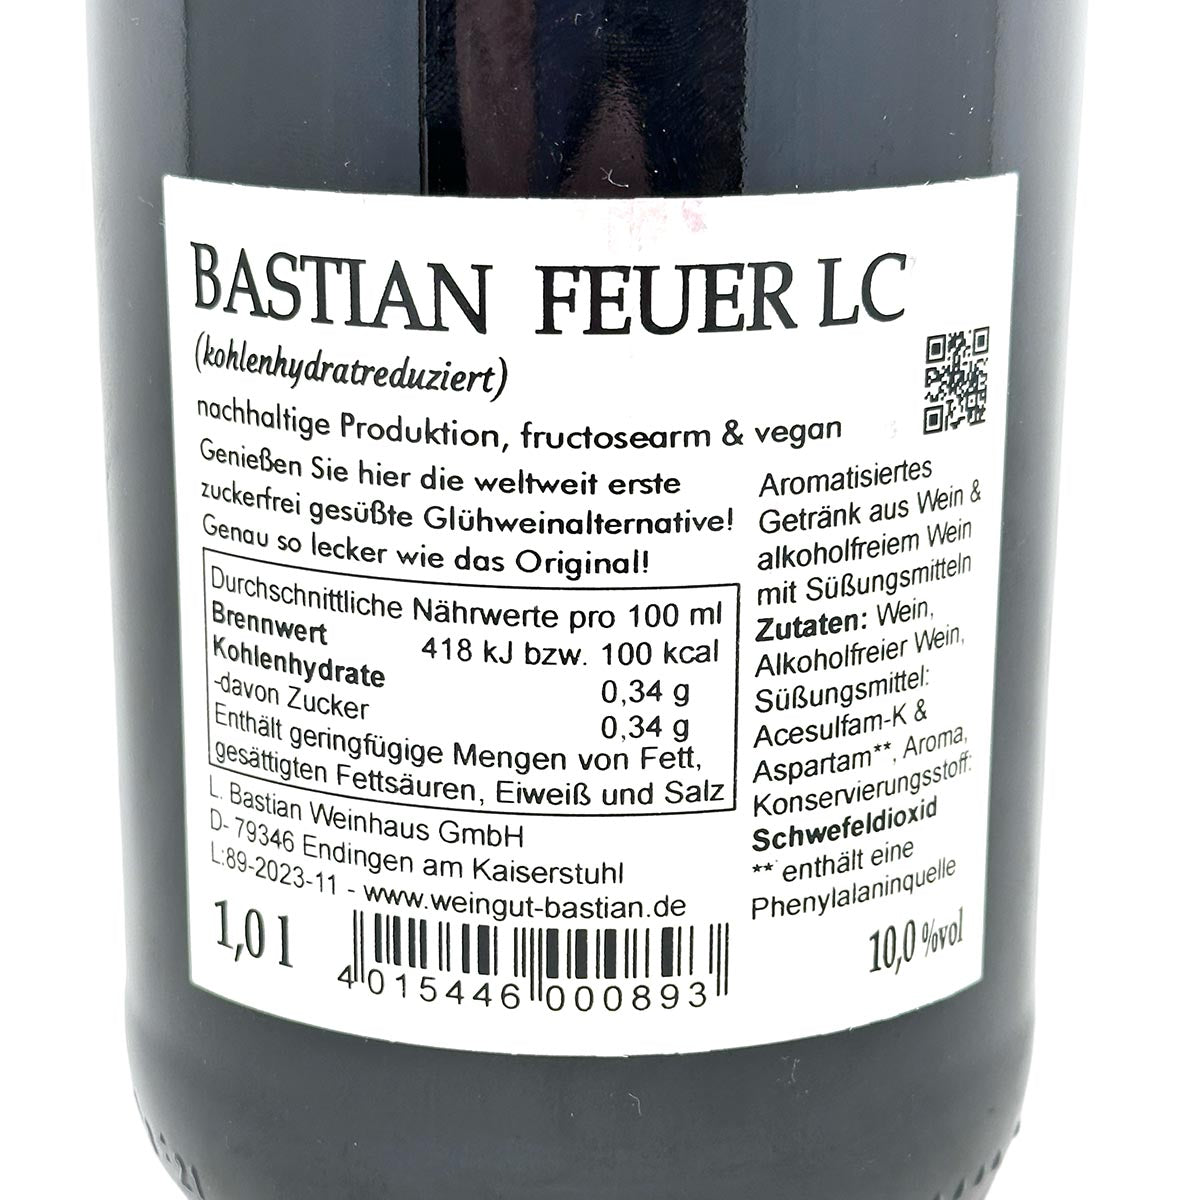 BASTIAN FEUER LC
(kohlenhydratreduziert)
nachhaltige Produktion, fructosearm & vegan
Genießen Sie hier die weltweit erste
zuckerfrei gesüßte Glühweinalternative!
Genau so lecker wie das Original!
Durchschnittliche Nährwerte pro 100 ml
Brennwert 418 kJ bzw. 100 kcal
Kohlenhydrate 0,34 g
-davon Zucker 0,34 g
Enthält geringfügige Mengen von Fett,
gesättigten Fettsäuren, Eiweiß und Salz
L. Bastian Weinhaus GmbH
D- 79346 Endingen am Kaiserstuhl
L:89-2023-11 - www.weingut-bastian.de
1,0 l
4 015446 000893
Aromatisiertes
Getränk aus Wein &
alkoholfreiem Wein
mit Süßungsmitteln
Zutaten: Wein,
Alkoholfreier Wein,
Süßungsmittel:
Acesulfam-K &
Aspartam**, Aroma,
Konservierungsstoff:
Schwefeldioxid
** enthält eine
Phenylalaninquelle
10,0 %vol